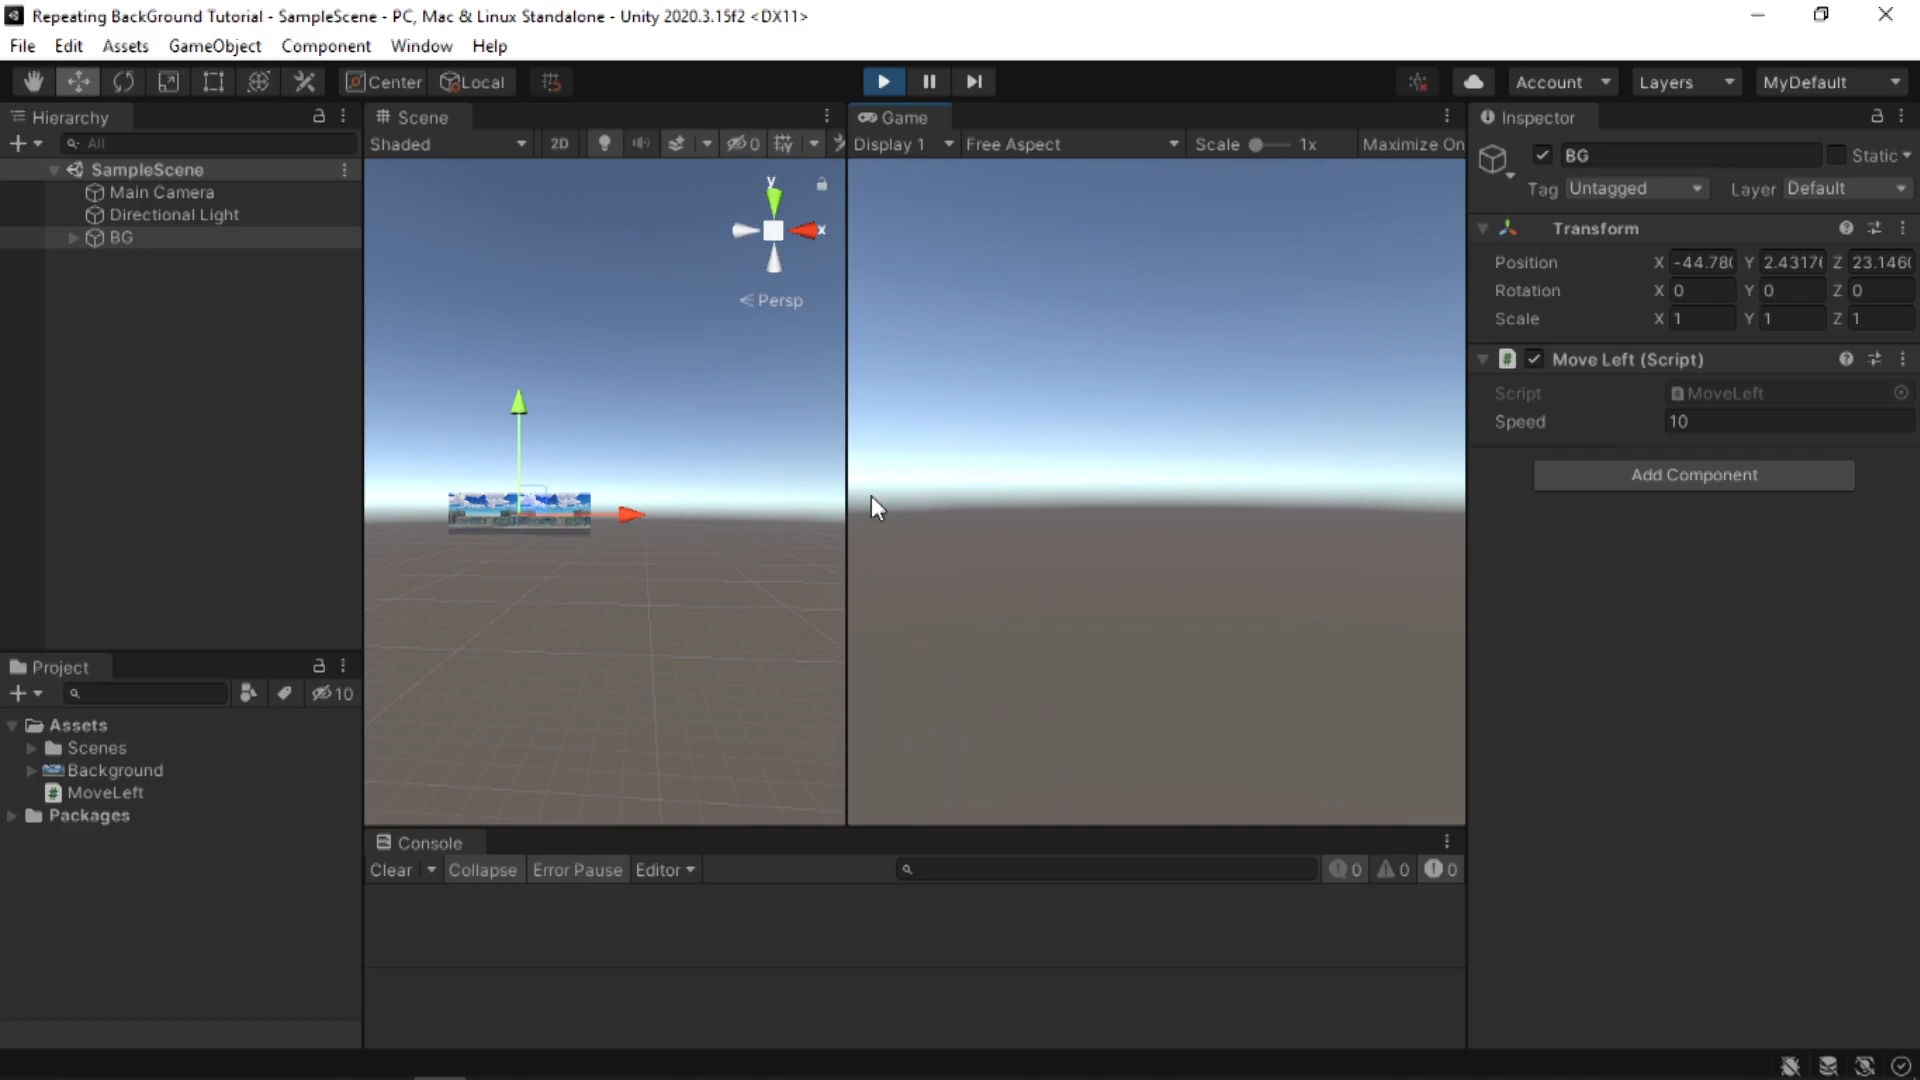 Repeating BackGround Tutorial - SampleScene - PC, Mac & Linux Standalone - Unity 2020.3.15f2 <DX11>
File Edit Assets GameObject Component Window Help
Center Local Account Layers MyDefault
Hierarchy
All
SampleScene
Main Camera
Directional Light
BG
Scene
Shaded 2D 0
y
x
Persp
Game
Display 1 Free Aspect Scale 1x Maximize On
Inspector
BG Static
Tag Untagged Layer Default
Transform
Position X -44.780 Y 2.4317 Z 23.146
Rotation X 0 Y 0 Z 0
Scale X 1 Y 1 Z 1
# Move Left (Script)
Script MoveLeft
Speed 10
Add Component
Project
10
Assets
Scenes
Background
# MoveLeft
Packages
Console
Clear Collapse Error Pause Editor 0 0 0